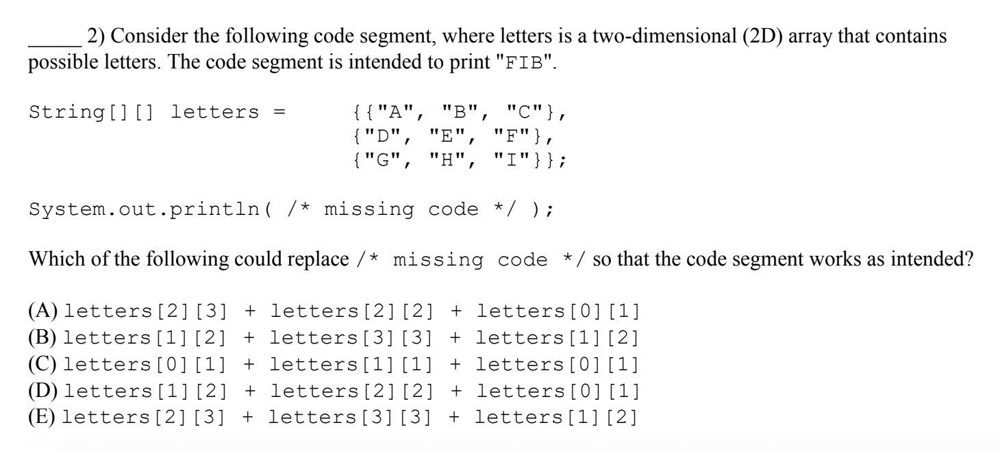 _____ 2) Consider the following code segment, where letters is a two-dimensional (2D) array that contains
possible letters. The code segment is intended to print "FIB".
String[][] letters = {{"A", "B", "C"},
{"D", "E", "F"},
{"G", "H", "I"}};
System.out.println( /* missing code */ );
Which of the following could replace /* missing code */ so that the code segment works as intended?
(A) letters[2][3] + letters[2][2] + letters[0][1]
(B) letters[1][2] + letters[3][3] + letters[1][2]
(C) letters[0][1] + letters[1][1] + letters[0][1]
(D) letters[1][2] + letters[2][2] + letters[0][1]
(E) letters[2][3] + letters[3][3] + letters[1][2]